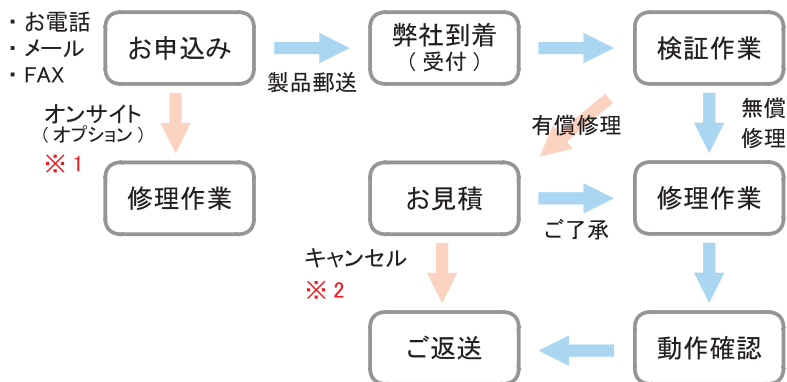 ・お電話
・メール
・FAX
お申込み
製品郵送
弊社到着
（受付）
検証作業
オンサイト
（オプション）
※1
有償修理
無償
修理
修理作業
お見積
ご了承
修理作業
キャンセル
※2
ご返送
動作確認